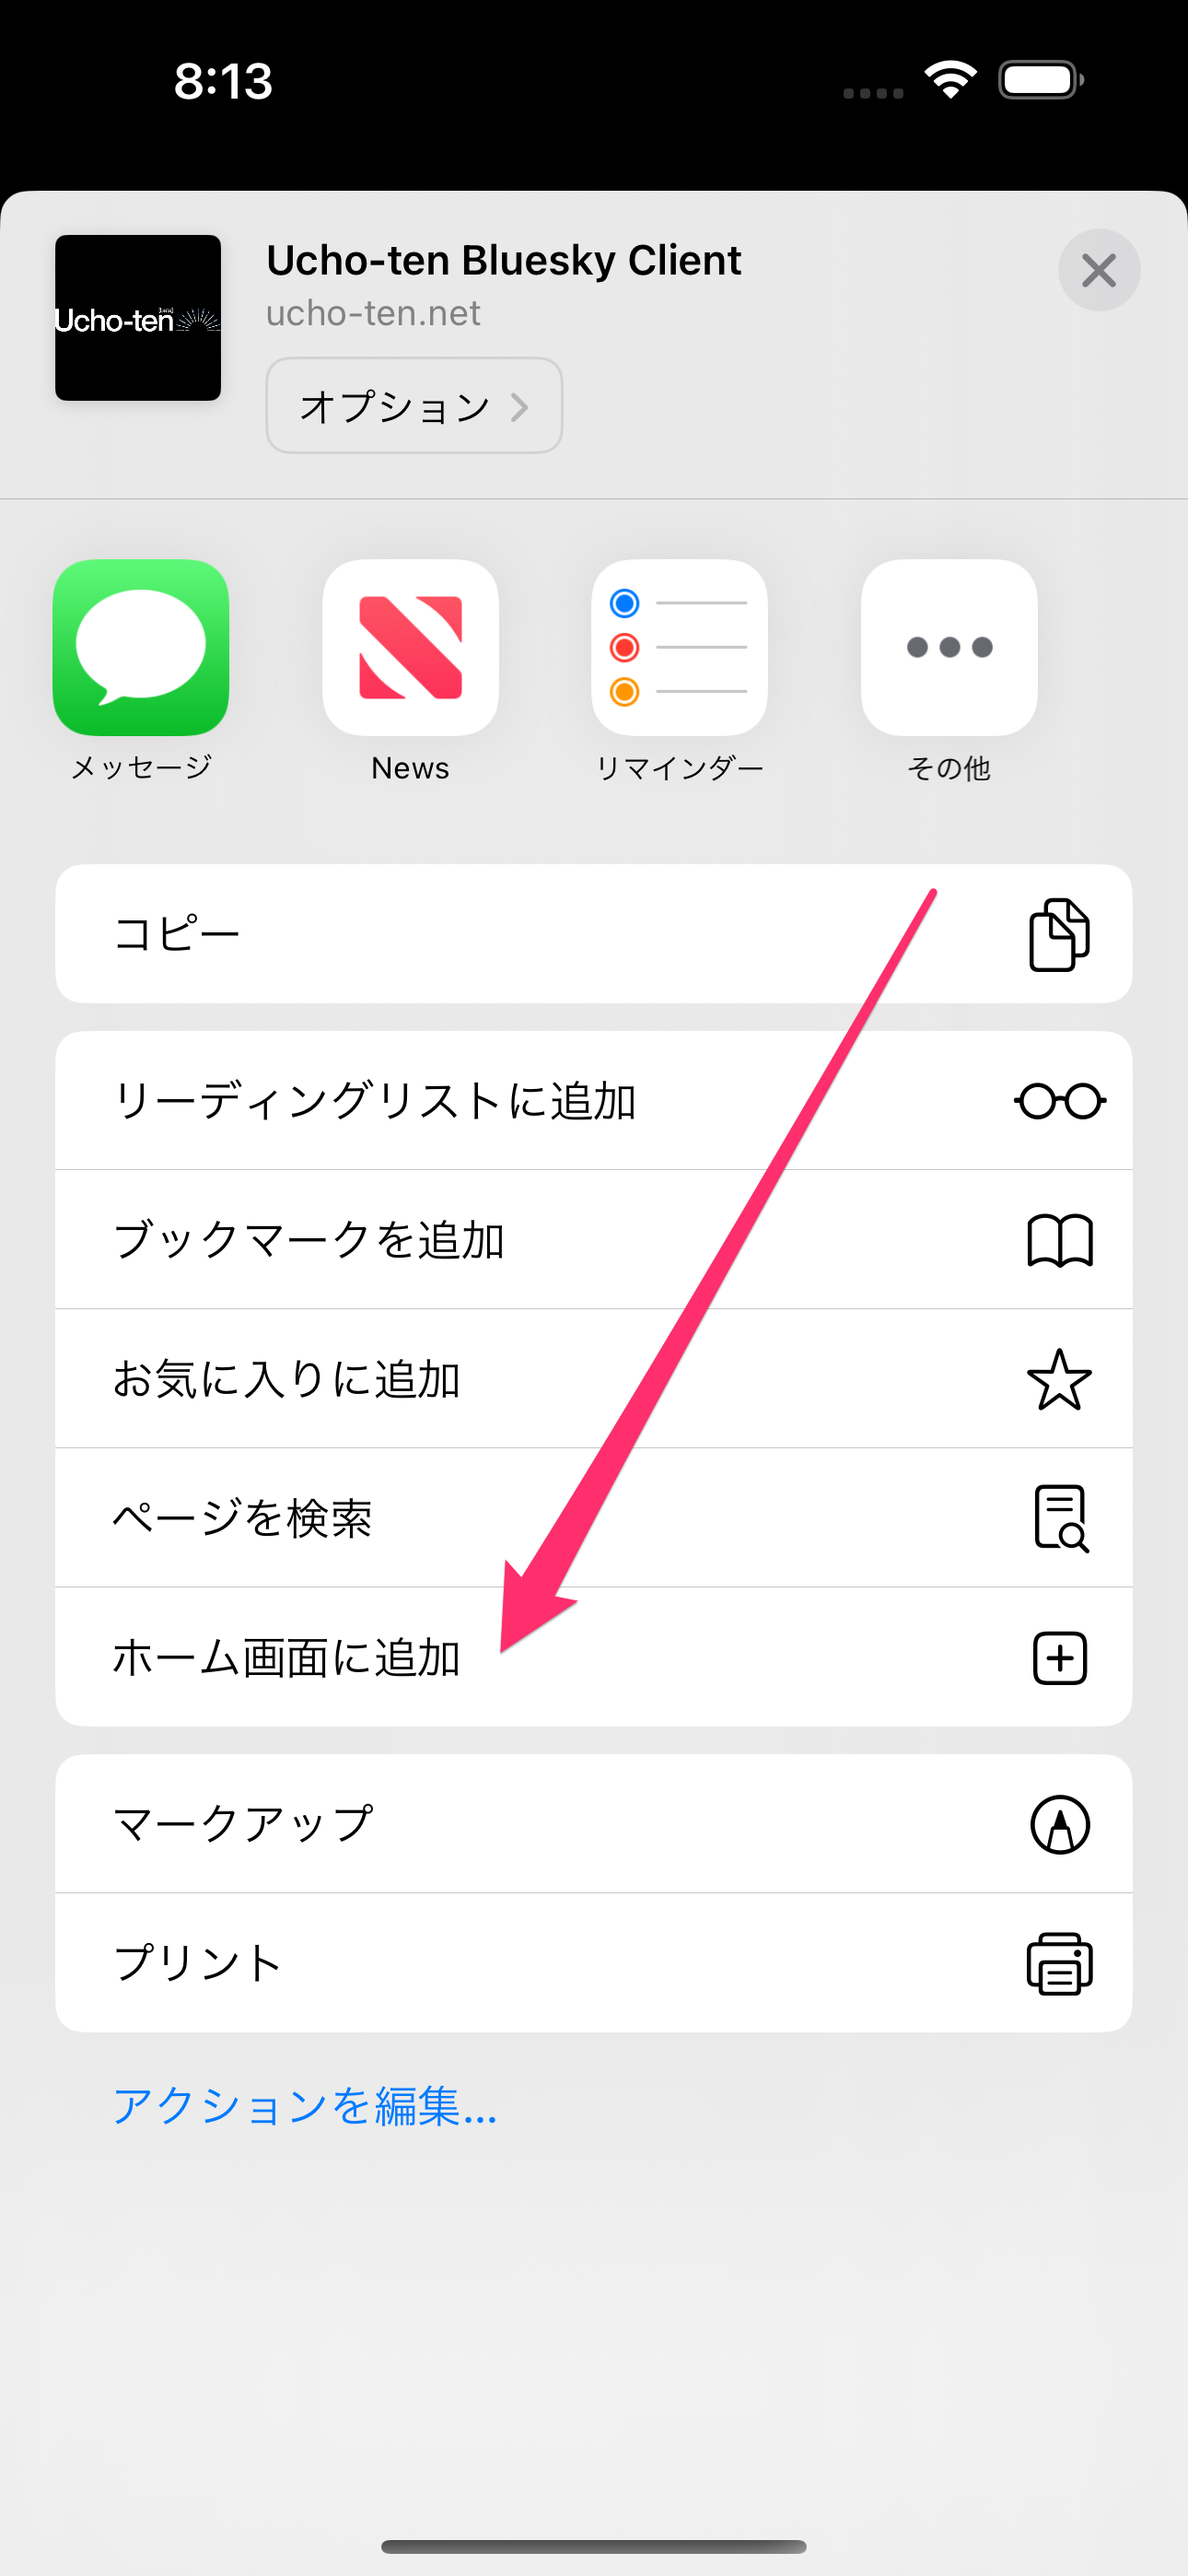 8:13
Ucho-ten Bluesky Client
ucho-ten.net
Ucho-ten
[beta]
オプション
メッセージ
News
リマインダー
その他
コピー
リーディングリストに追加
ブックマークを追加
お気に入りに追加
ページを検索
ホーム画面に追加
マークアップ
プリント
アクションを編集...